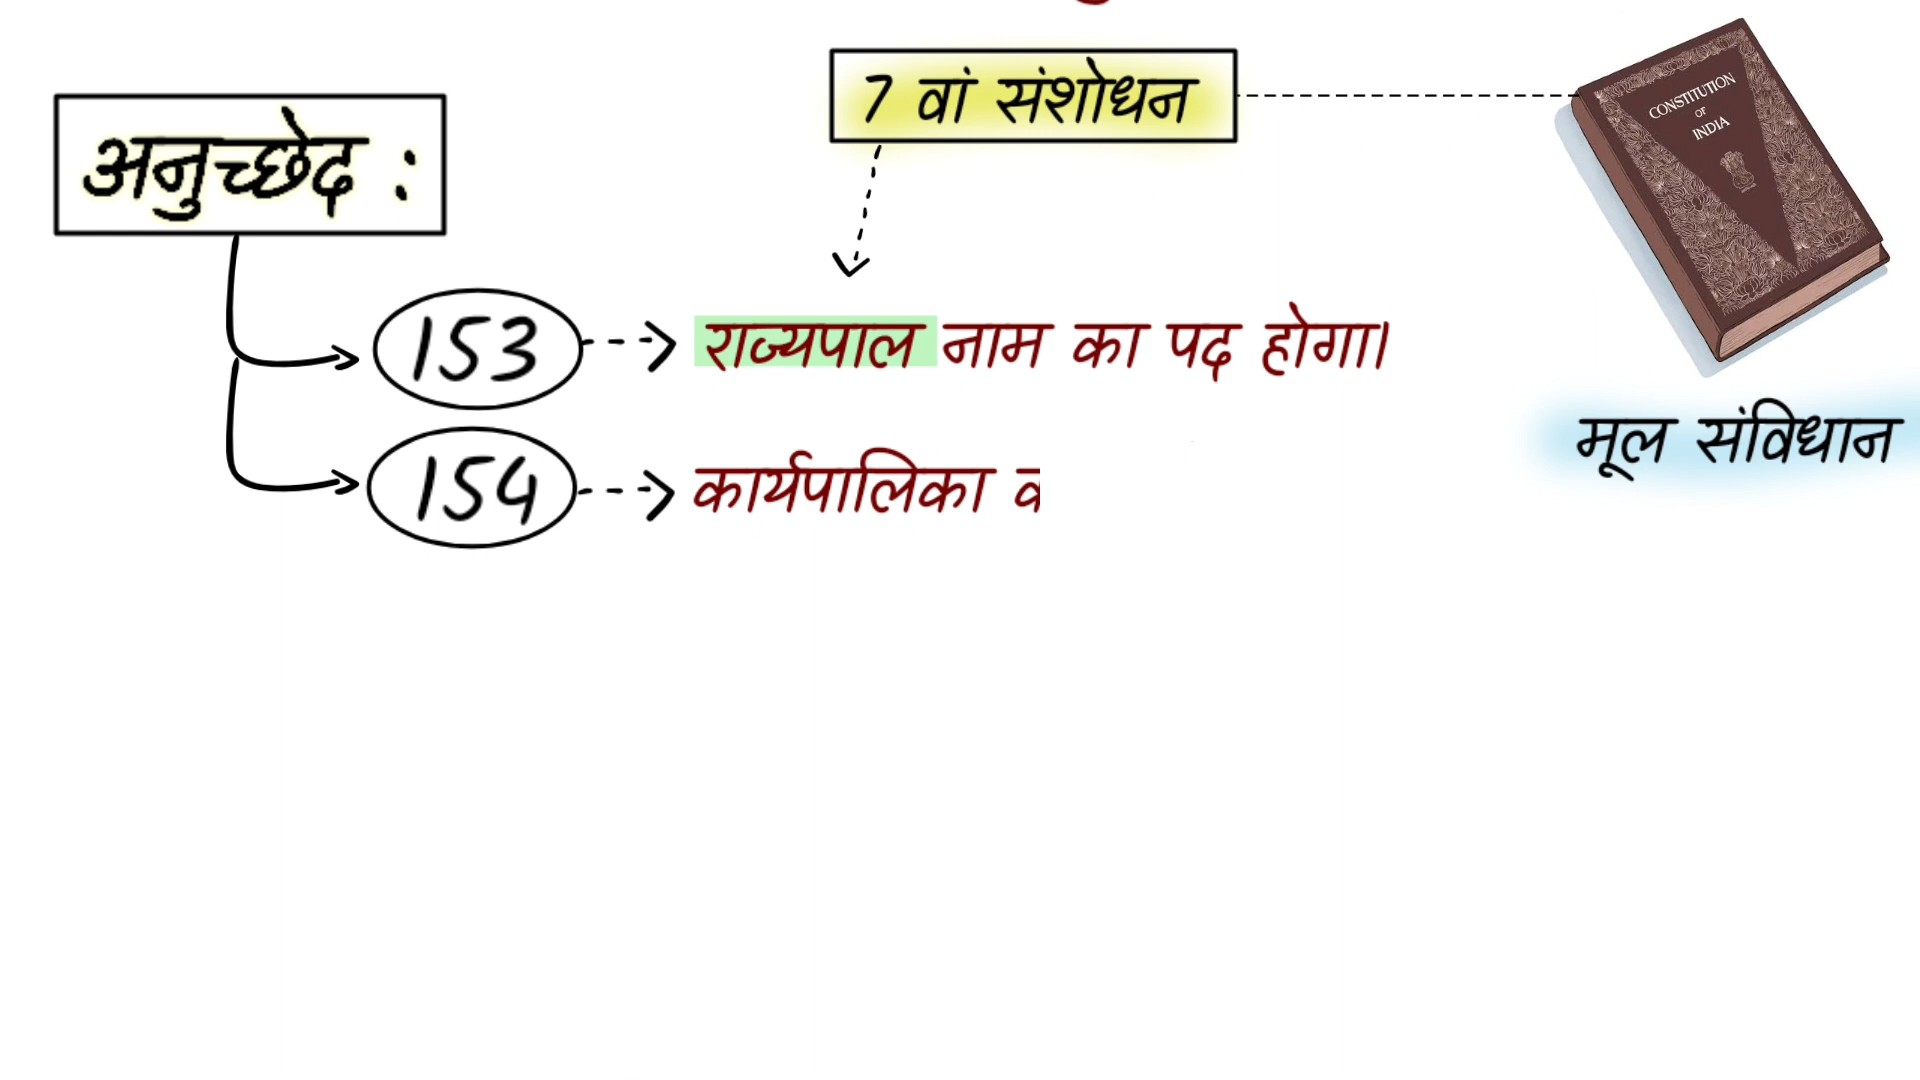 7 वां संशोधन
अनुच्छेद :
CONSTITUTION
OF
INDIA
153 राज्यपाल नाम का पद होगा।
मूल संविधान
154 कार्यपालिका